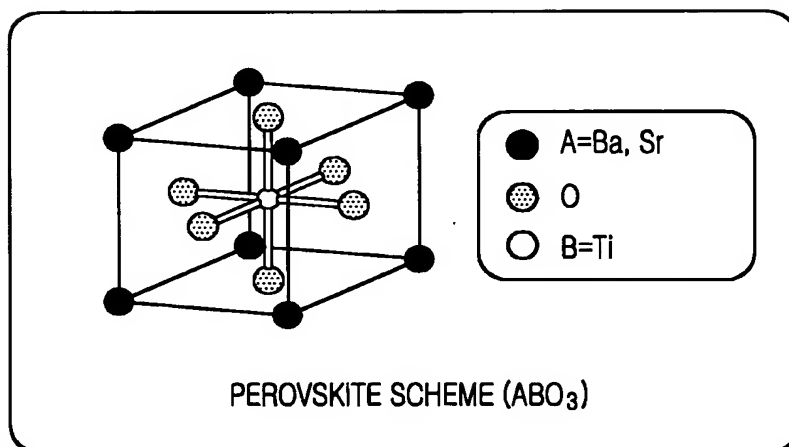 A=Ba, Sr
O
B=Ti
PEROVSKITE SCHEME (ABO₃)